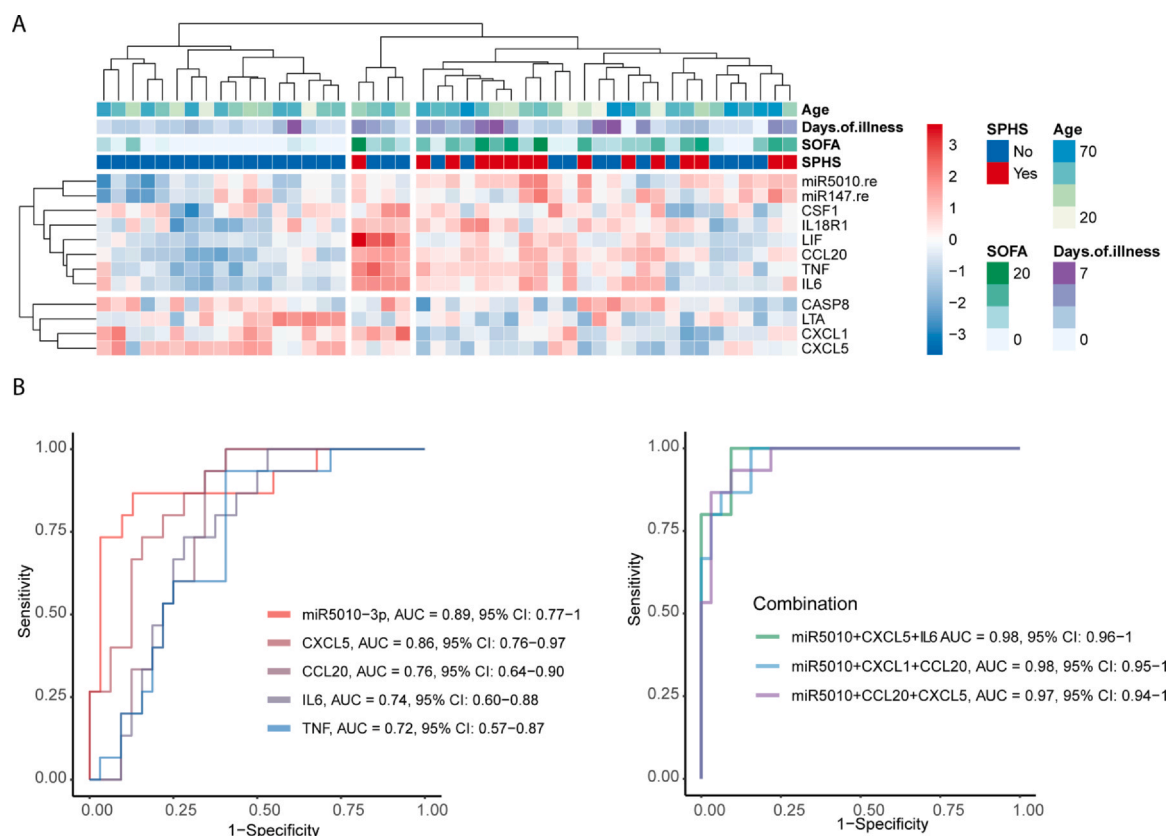 A
Age
Days.of.illness
SOFA
SPHS
miR5010.re
miR147.re
CSF1
IL18R1
LIF
CCL20
TNF
IL6
CASP8
LTA
CXCL1
CXCL5
3
2
1
0
−1
−2
−3
SPHS
No
Yes
Age
70
20
SOFA
20
0
Days.of.illness
7
0
B
Sensitivity
1.00
0.75
0.50
0.25
0.00
miR5010−3p, AUC = 0.89, 95% CI: 0.77−1
CXCL5, AUC = 0.86, 95% CI: 0.76−0.97
CCL20, AUC = 0.76, 95% CI: 0.64−0.90
IL6, AUC = 0.74, 95% CI: 0.60−0.88
TNF, AUC = 0.72, 95% CI: 0.57−0.87
0.00 0.25 0.50 0.75 1.00
1−Specificity
Sensitivity
1.00
0.75
0.50
0.25
0.00
Combination
miR5010+CXCL5+IL6 AUC = 0.98, 95% CI: 0.96−1
miR5010+CXCL1+CCL20, AUC = 0.98, 95% CI: 0.95−1
miR5010+CCL20+CXCL5, AUC = 0.97, 95% CI: 0.94−1
0.00 0.25 0.50 0.75 1.00
1−Specificity